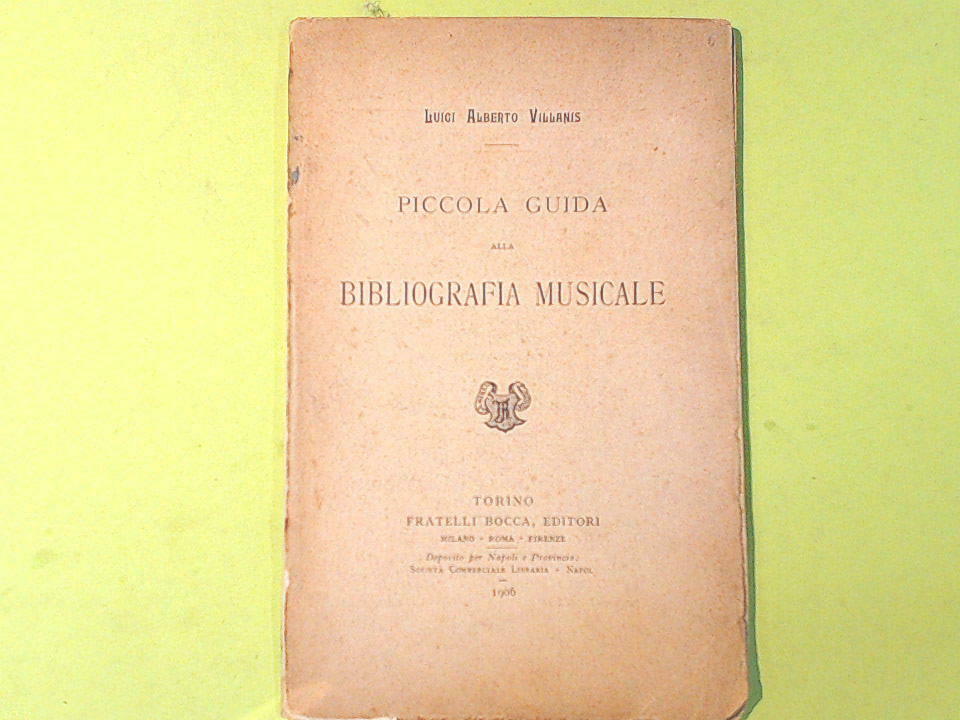 LUIGI ALBERTO VILLANIS
PICCOLA GUIDA
ALLA
BIBLIOGRAFIA MUSICALE
TORINO
FRATELLI BOCCA, EDITORI
MILANO - ROMA - FIRENZE
Deposito per Napoli e Provincia:
SOCIETÀ COMMERCIALE LIBRARIA - NAPOLI
1906